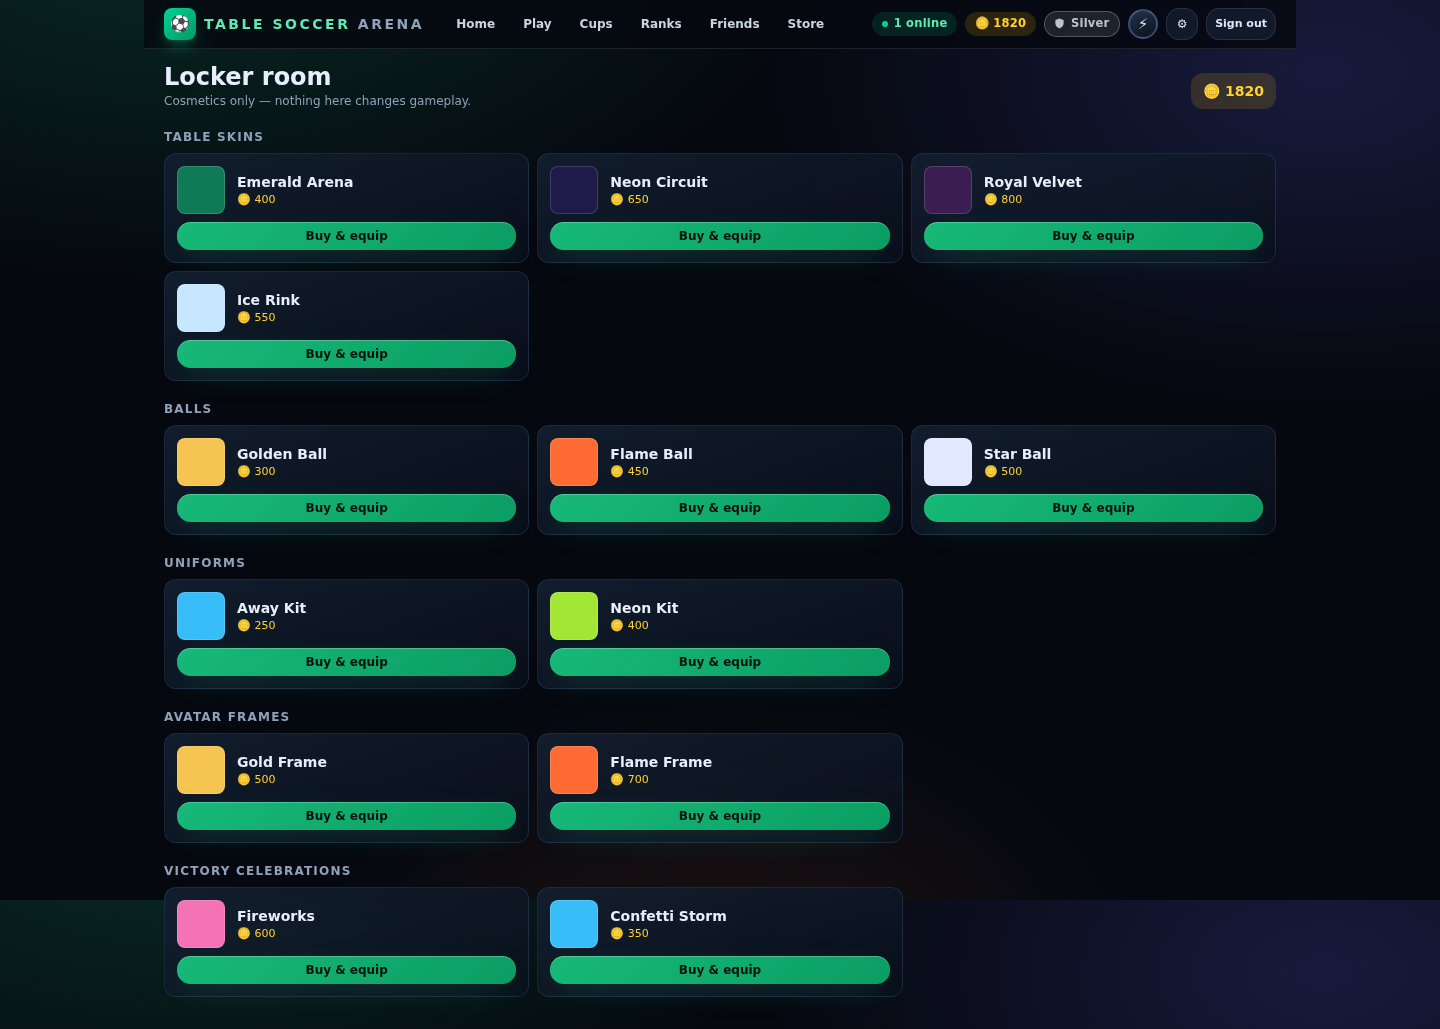 TABLE SOCCER ARENA
Home Play Cups Ranks Friends Store
1 online 1820 Silver Sign out
Locker room
Cosmetics only — nothing here changes gameplay.
1820
TABLE SKINS
Emerald Arena
400
Buy & equip
Neon Circuit
650
Buy & equip
Royal Velvet
800
Buy & equip
Ice Rink
550
Buy & equip
BALLS
Golden Ball
300
Buy & equip
Flame Ball
450
Buy & equip
Star Ball
500
Buy & equip
UNIFORMS
Away Kit
250
Buy & equip
Neon Kit
400
Buy & equip
AVATAR FRAMES
Gold Frame
500
Buy & equip
Flame Frame
700
Buy & equip
VICTORY CELEBRATIONS
Fireworks
600
Buy & equip
Confetti Storm
350
Buy & equip